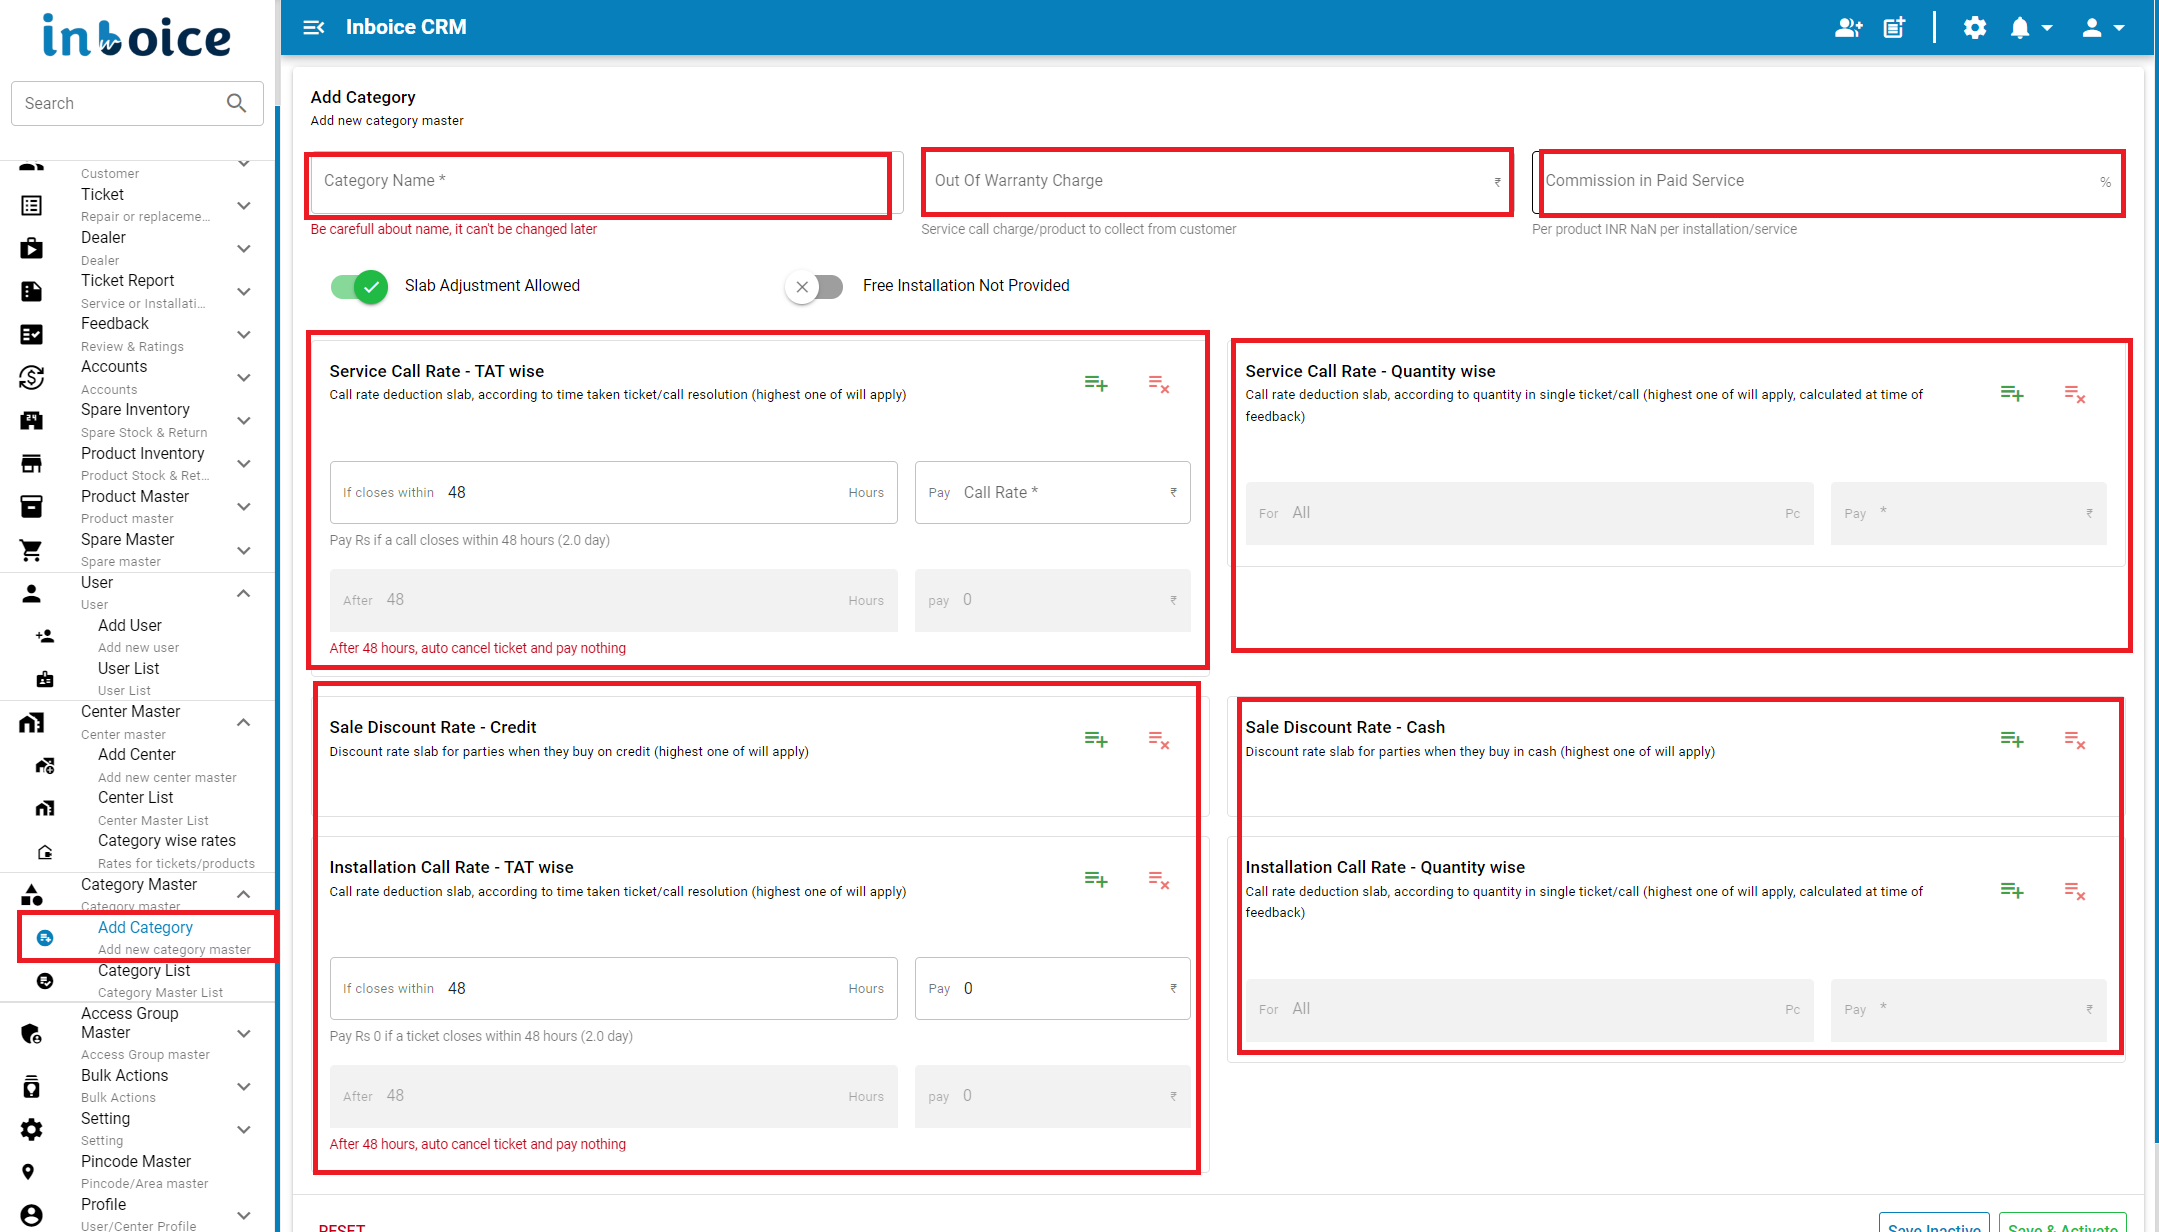 inboice
Search
Customer
Ticket
Repair or replaceme...
Dealer
Dealer
Ticket Report
Service or Installati...
Feedback
Review & Ratings
Accounts
Accounts
Spare Inventory
Spare Stock & Return
Product Inventory
Product Stock & Ret...
Product Master
Product master
Spare Master
Spare master
User
User
Add User
Add new user
User List
User List
Center Master
Center master
Add Center
Add new center master
Center List
Center Master List
Category wise rates
Rates for tickets/products
Category Master
Category master
Add Category
Add new category master
Category List
Category Master List
Access Group
Master
Access Group master
Bulk Actions
Bulk Actions
Setting
Setting
Pincode Master
Pincode/Area master
Profile
User/Center Profile
Inboice CRM
Add Category
Add new category master
Category Name *
Out Of Warranty Charge ₹
Commission in Paid Service %
Be carefull about name, it can't be changed later
Service call charge/product to collect from customer
Per product INR NaN per installation/service
Slab Adjustment Allowed
Free Installation Not Provided
Service Call Rate - TAT wise
Call rate deduction slab, according to time taken ticket/call resolution (highest one of will apply)
If closes within 48 Hours
Pay Call Rate * ₹
Pay Rs if a call closes within 48 hours (2.0 day)
After 48 Hours
pay 0 ₹
After 48 hours, auto cancel ticket and pay nothing
Service Call Rate - Quantity wise
Call rate deduction slab, according to quantity in single ticket/call (highest one of will apply, calculated at time of
feedback)
For All Pc
Pay * ₹
Sale Discount Rate - Credit
Discount rate slab for parties when they buy on credit (highest one of will apply)
Sale Discount Rate - Cash
Discount rate slab for parties when they buy in cash (highest one of will apply)
Installation Call Rate - TAT wise
Call rate deduction slab, according to time taken ticket/call resolution (highest one of will apply)
If closes within 48 Hours
Pay 0 ₹
Pay Rs 0 if a ticket closes within 48 hours (2.0 day)
After 48 Hours
pay 0 ₹
After 48 hours, auto cancel ticket and pay nothing
Installation Call Rate - Quantity wise
Call rate deduction slab, according to quantity in single ticket/call (highest one of will apply, calculated at time of
feedback)
For All Pc
Pay * ₹
RESET
Save Inactive
Save & Activate